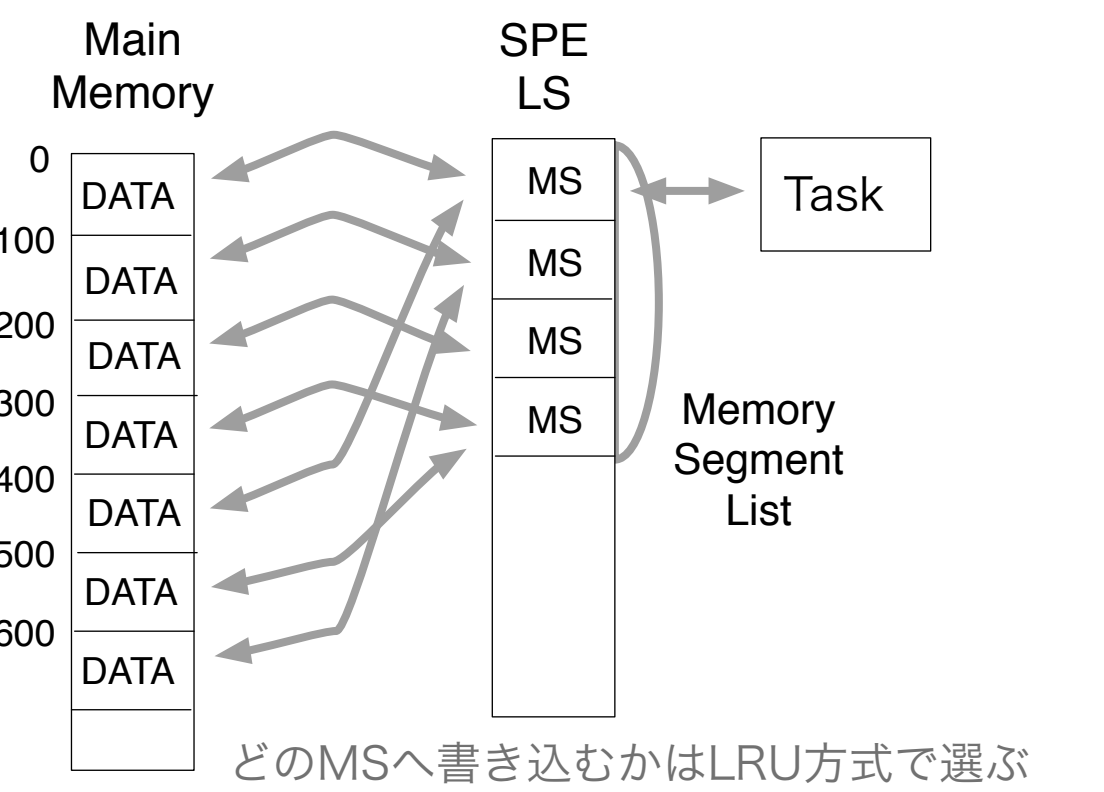 Main
Memory
SPE
LS
0
DATA
100
DATA
200
DATA
300
DATA
400
DATA
500
DATA
600
DATA
MS
MS
MS
MS
Task
Memory
Segment
List
どのMSへ書き込むかはLRU方式で選ぶ